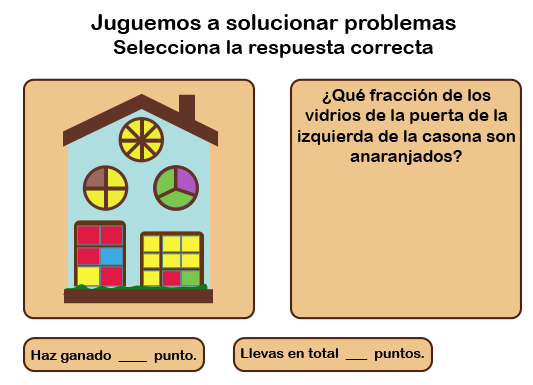 Juguemos a solucionar problemas
Selecciona la respuesta correcta
¿Qué fracción de los
vidrios de la puerta de la
izquierda de la casona son
anaranjados?
Haz ganado ____ punto.
Llevas en total ___ puntos.